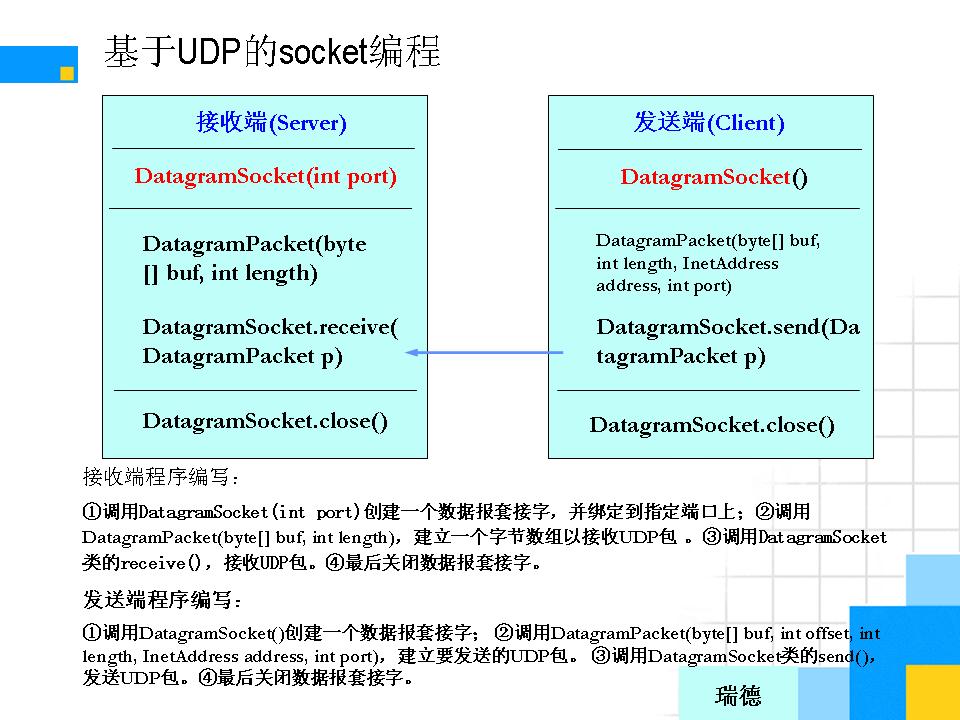 基于UDP的socket编程
接收端(Server)
DatagramSocket(int port)
DatagramPacket(byte
[] buf, int length)
DatagramSocket.receive(
DatagramPacket p)
DatagramSocket.close()
发送端(Client)
DatagramSocket()
DatagramPacket(byte[] buf,
int length, InetAddress
address, int port)
DatagramSocket.send(Da
tagramPacket p)
DatagramSocket.close()
接收端程序编写：
①调用DatagramSocket(int port)创建一个数据报套接字，并绑定到指定端口上；②调用
DatagramPacket(byte[] buf, int length)，建立一个字节数组以接收UDP包 。③调用DatagramSocket
类的receive()，接收UDP包。④最后关闭数据报套接字。
发送端程序编写：
①调用DatagramSocket()创建一个数据报套接字； ②调用DatagramPacket(byte[] buf, int offset, int
length, InetAddress address, int port)，建立要发送的UDP包。 ③调用DatagramSocket类的send()，
发送UDP包。④最后关闭数据报套接字。
瑞德